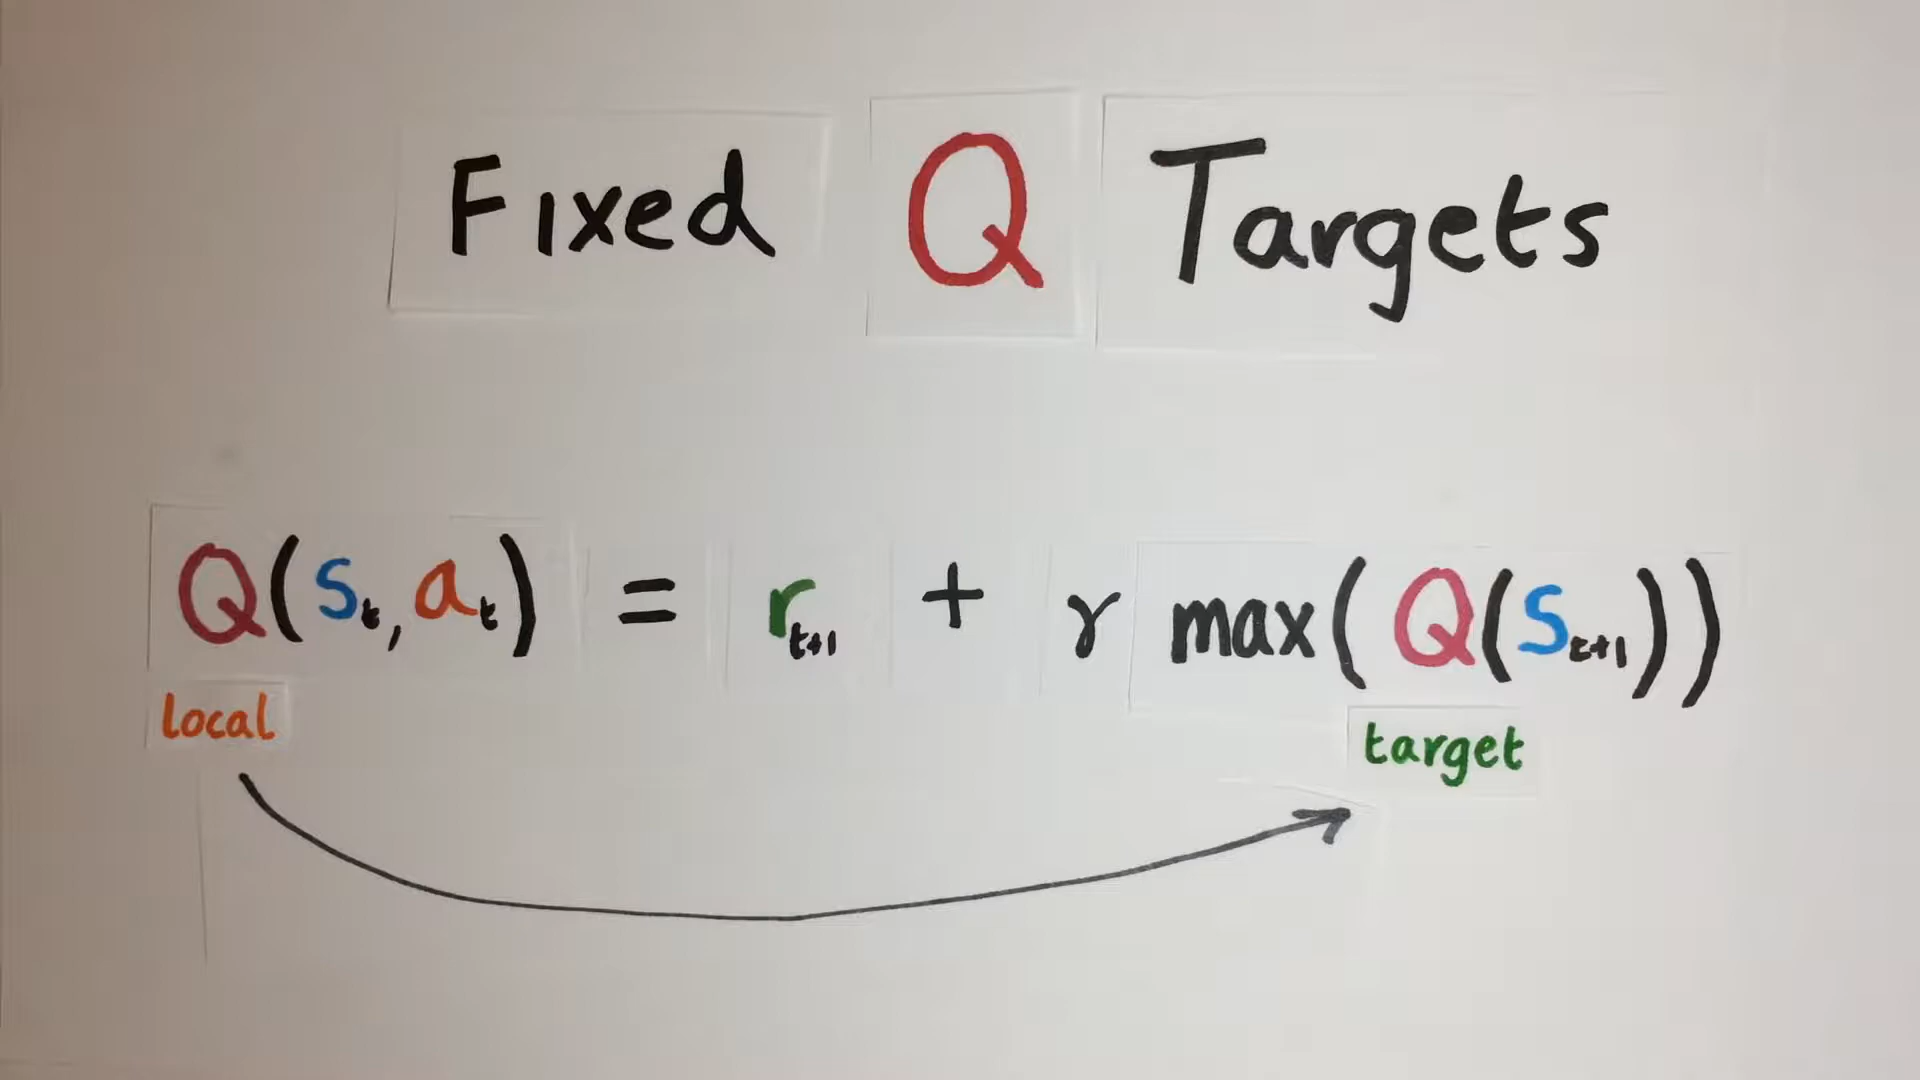 Fixed Q Targets
Q(sₜ, aₜ) = rₜ₊₁ + γ max(Q(sₜ₊₁))
local
target